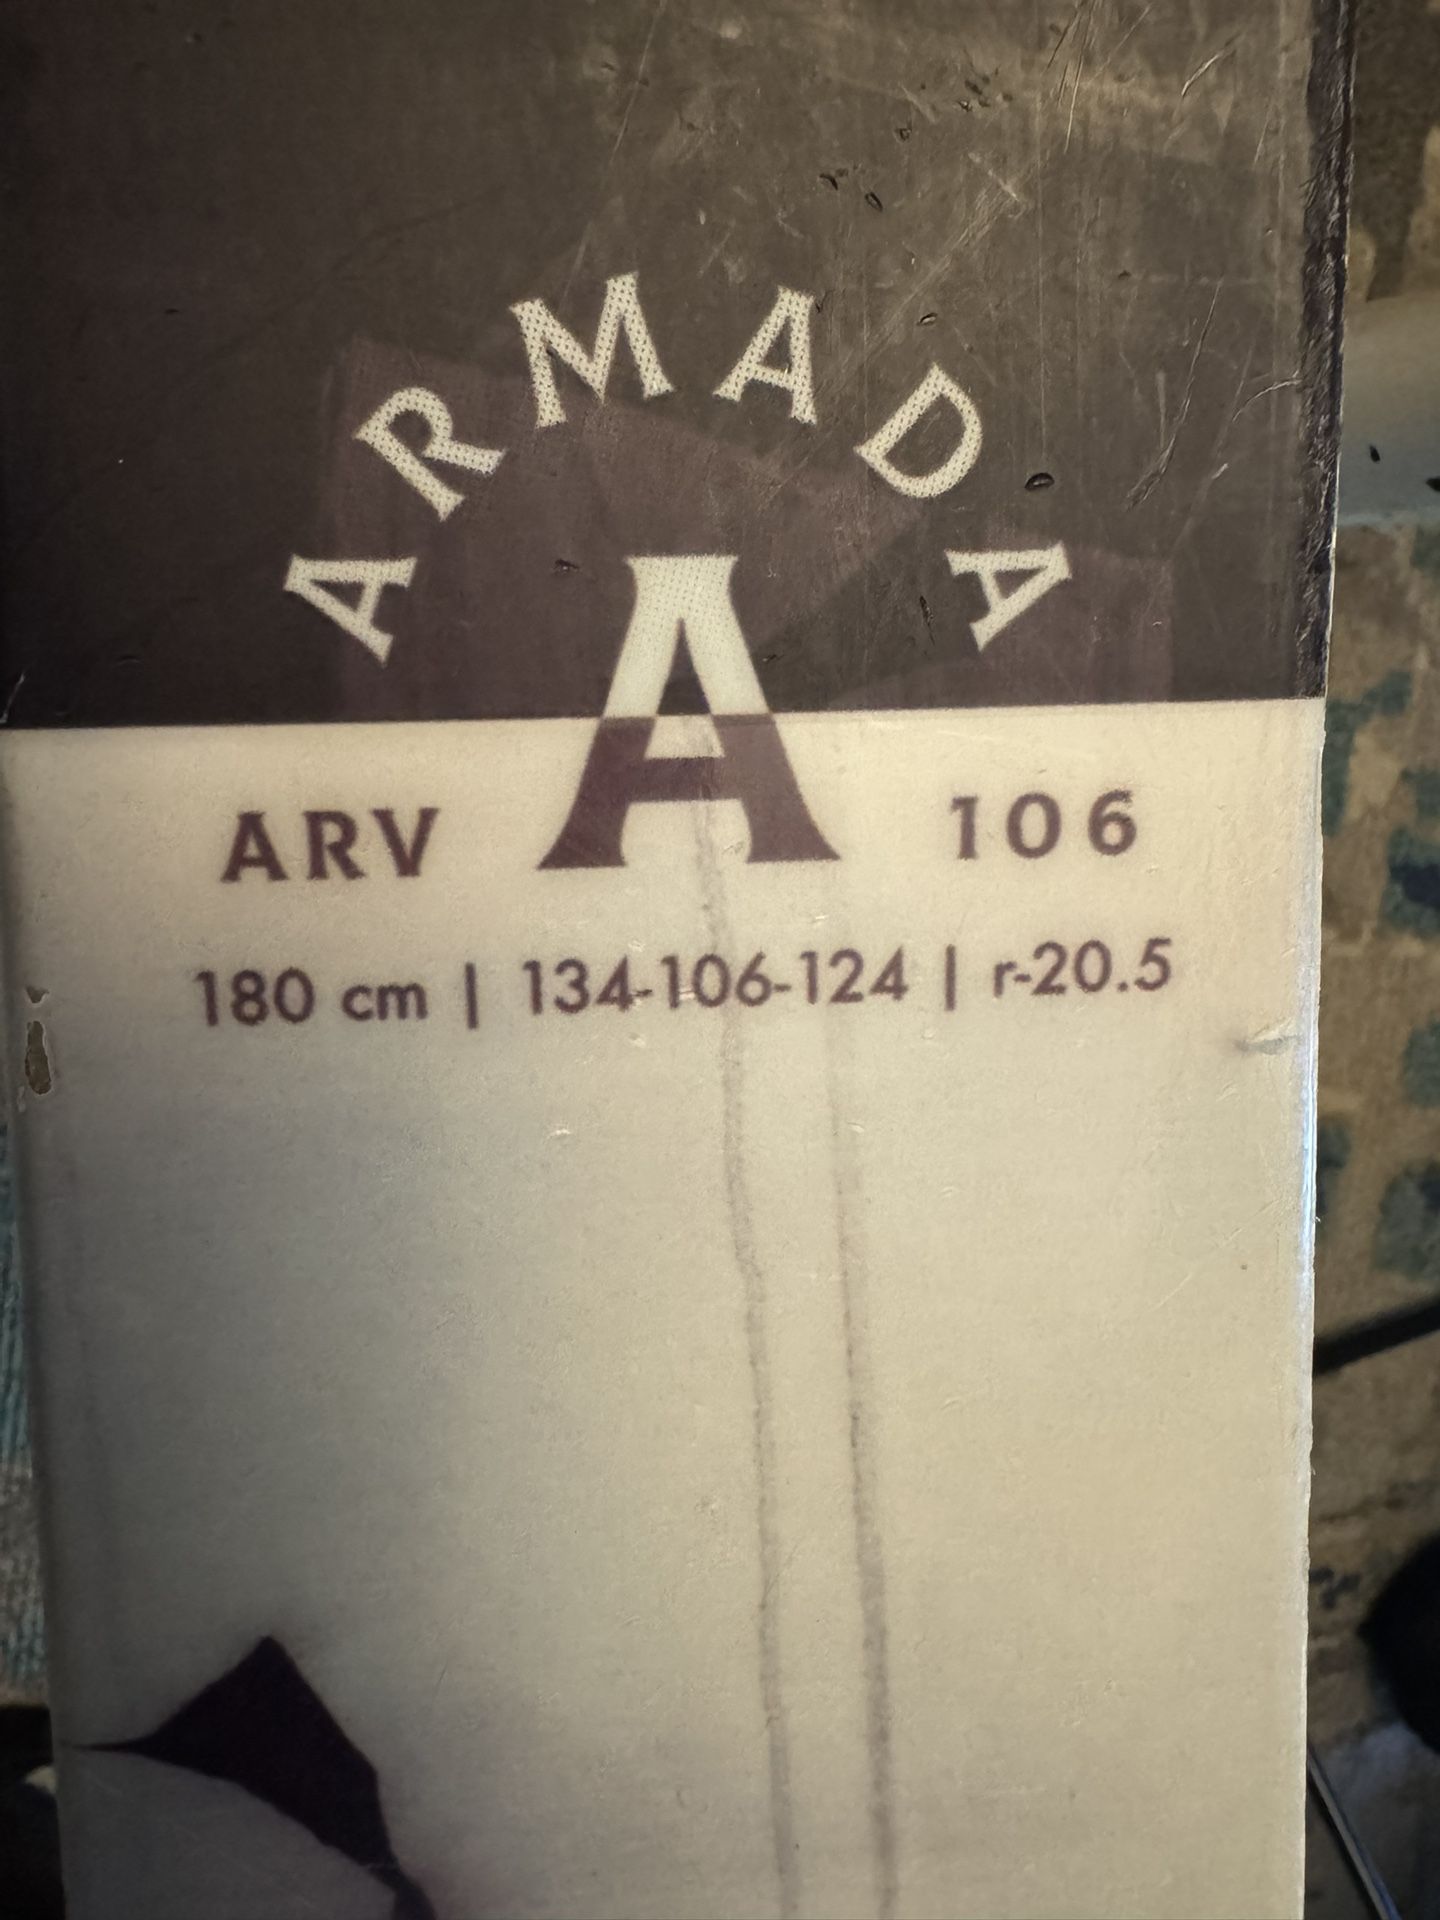 ARMADA
A
ARV 106
180 cm | 134-106-124 | r-20.5